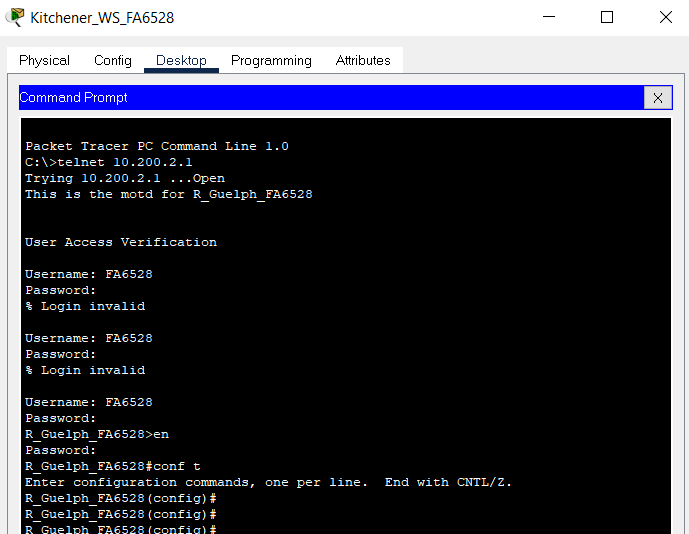 Kitchener_WS_FA6528
Physical Config Desktop Programming Attributes
Command Prompt
X
Packet Tracer PC Command Line 1.0
C:\>telnet 10.200.2.1
Trying 10.200.2.1 ...Open
This is the motd for R_Guelph_FA6528
User Access Verification
Username: FA6528
Password:
% Login invalid
Username: FA6528
Password:
% Login invalid
Username: FA6528
Password:
R_Guelph_FA6528>en
Password:
R_Guelph_FA6528#conf t
Enter configuration commands, one per line.  End with CNTL/Z.
R_Guelph_FA6528(config)#
R_Guelph_FA6528(config)#
R_Guelph_FA6528(config)#